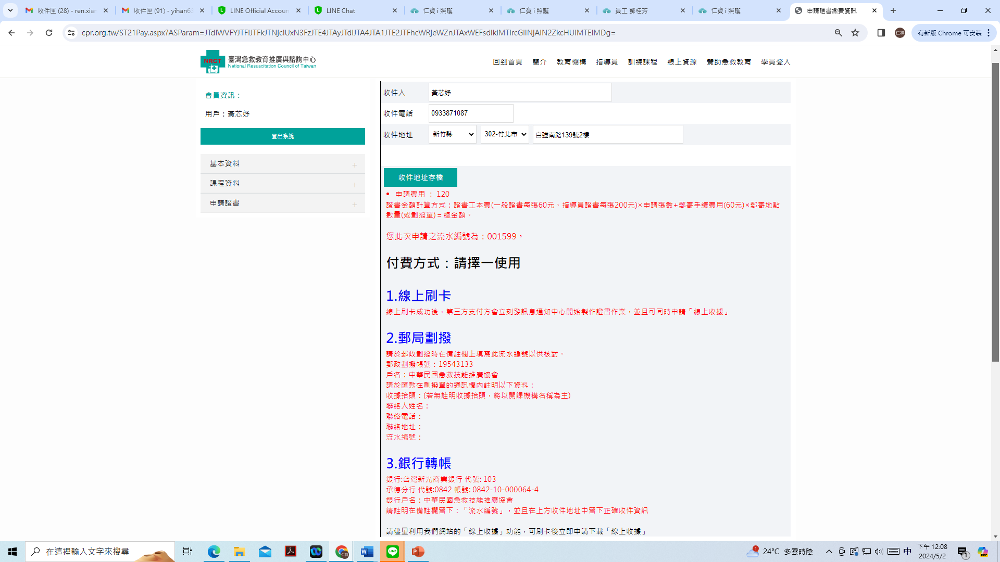 收件匣 (28) - ren.xian
收件匣 (91) - yihan63
LINE Official Accoun
LINE Chat
仁寶 i 照護
仁寶 i 照護
員工 鄧桂芳
仁寶 i 照護
申請證書繳費資訊
有新版 Chrome 可安裝
NRCT 臺灣急救教育推廣與諮詢中心
National Resuscitation Council of Taiwan
回到首頁 簡介 教育機構 指導員 訓練課程 線上資源 贊助急救教育 學員登入
會員資訊：
用戶：黃芯妤
登出系統
基本資料 +
課程資料 +
申請證書 +
收件人 黃芯妤
收件電話 0933871087
收件地址 新竹縣 302-竹北市 自強南路139號2樓
收件地址存檔
• 申請費用 ： 120
證書金額計算方式：證書工本費(一般證書每張60元、指導員證書每張200元)×申請張數+郵寄手續費用(60元)×郵寄地點
數量(或劃撥單)＝總金額。
您此次申請之流水編號為：001599。
付費方式：請擇一使用
1.線上刷卡
線上刷卡成功後，第三方支付方會立刻發訊息通知中心開始製作證書作業，並且可同時申請「線上收據」
2.郵局劃撥
請於郵政劃撥時在備註欄上填寫此流水編號以供核對。
郵政劃撥帳號：19543133
戶名：中華民國急救技能推廣協會
請於匯款在劃撥單的通訊欄內註明以下資料：
收據抬頭：(若無註明收據抬頭，將以開課機構名稱為主)
聯絡人姓名：
聯絡電話：
聯絡地址：
流水編號：
3.銀行轉帳
銀行:台灣新光商業銀行 代號: 103
承德分行 代號:0842 帳號: 0842-10-000064-4
銀行戶名：中華民國急救技能推廣協會
請註明在備註欄留下：「流水編號」，並且在上方收件地址中留下正確收件資訊
請儘量利用我們網站的「線上收據」功能，可刷卡後立即申請下載「線上收據」
在這裡輸入文字來搜尋
24°C 多雲時陰
中
下午 12:08
2024/5/2